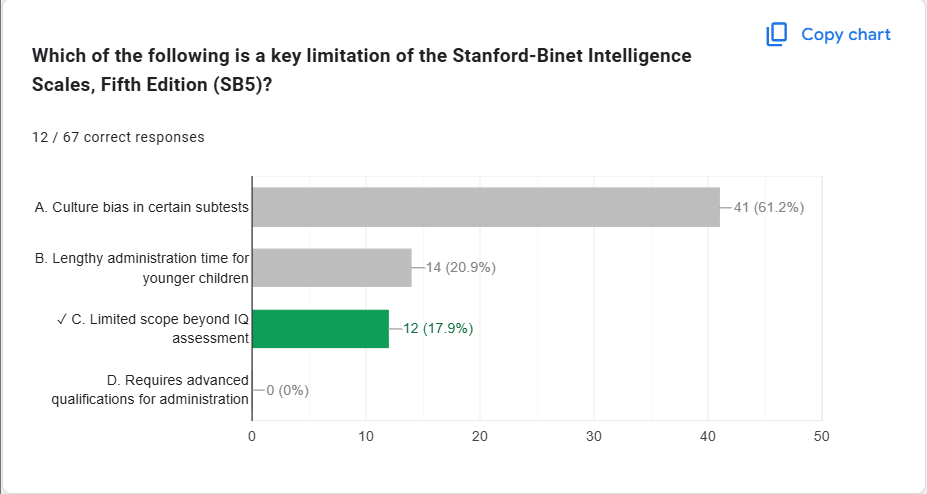 Copy chart
Which of the following is a key limitation of the Stanford-Binet Intelligence
Scales, Fifth Edition (SB5)?
12 / 67 correct responses
A. Culture bias in certain subtests
41 (61.2%)
B. Lengthy administration time for
younger children
14 (20.9%)
✓ C. Limited scope beyond IQ
assessment
12 (17.9%)
D. Requires advanced
qualifications for administration
0 (0%)
0 10 20 30 40 50